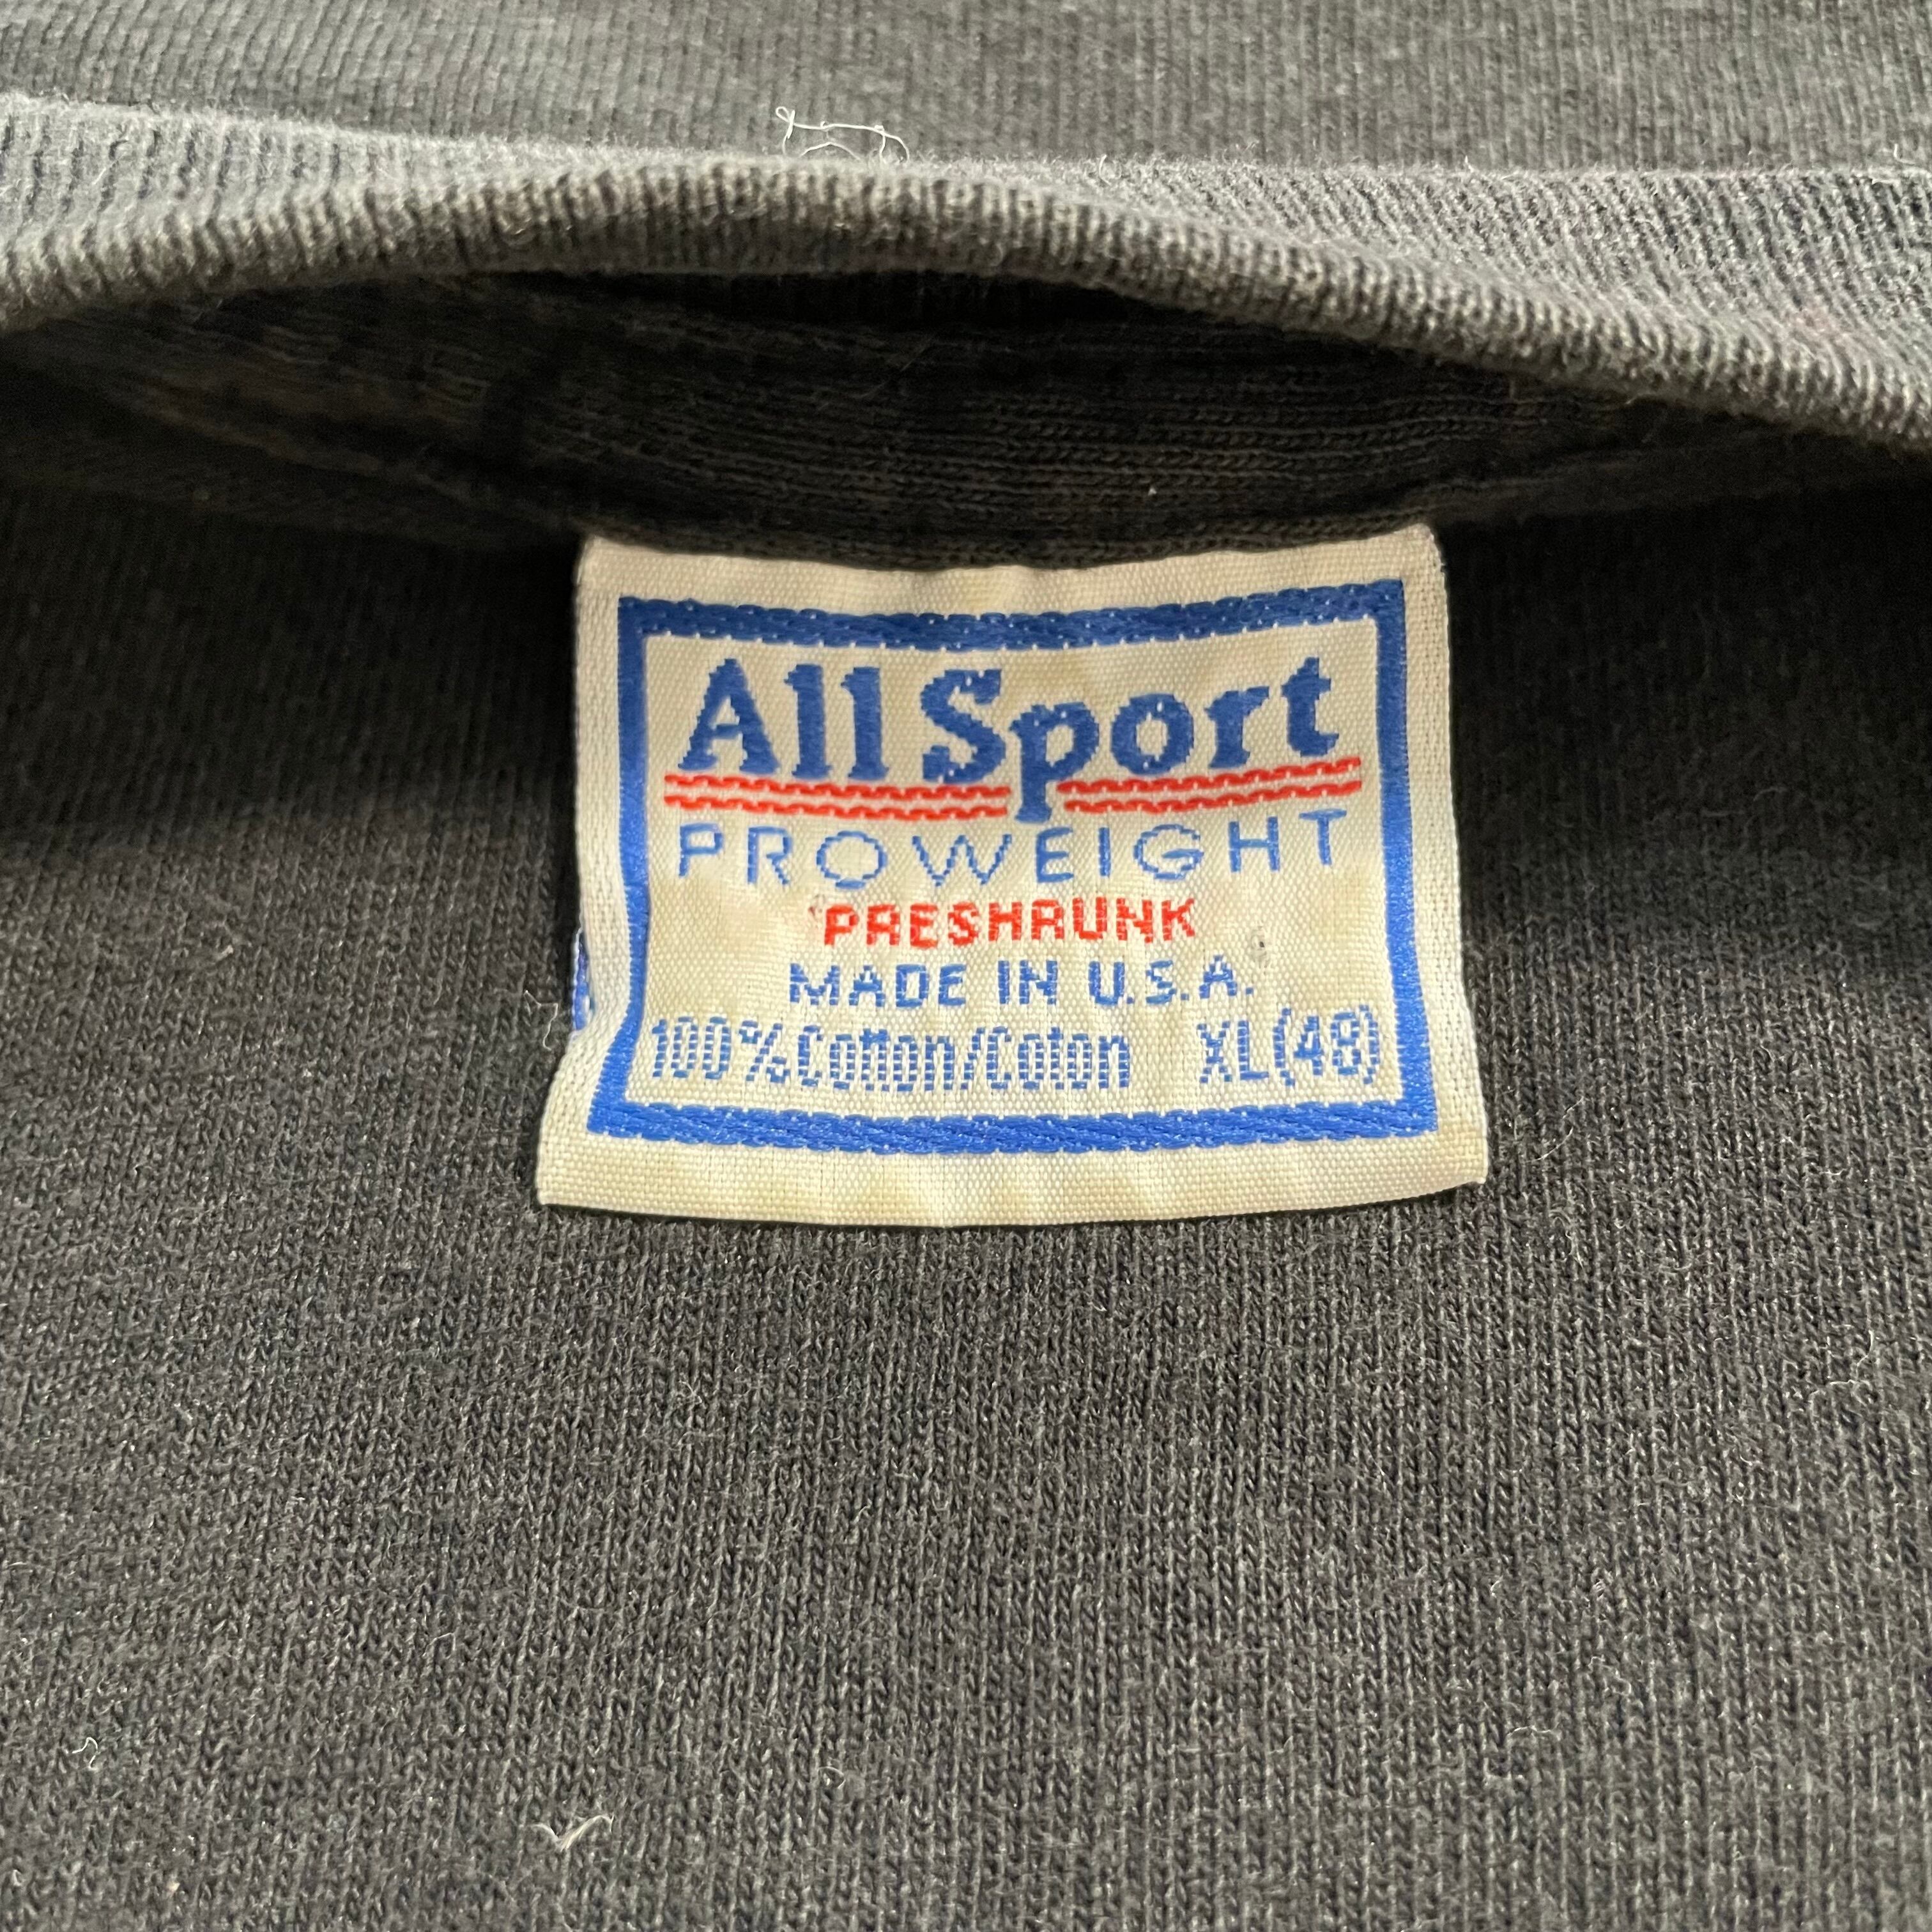 All Sport
PROWEIGHT
PRESHRUNK
MADE IN U.S.A.
100% Cotton/Coton XL(48)